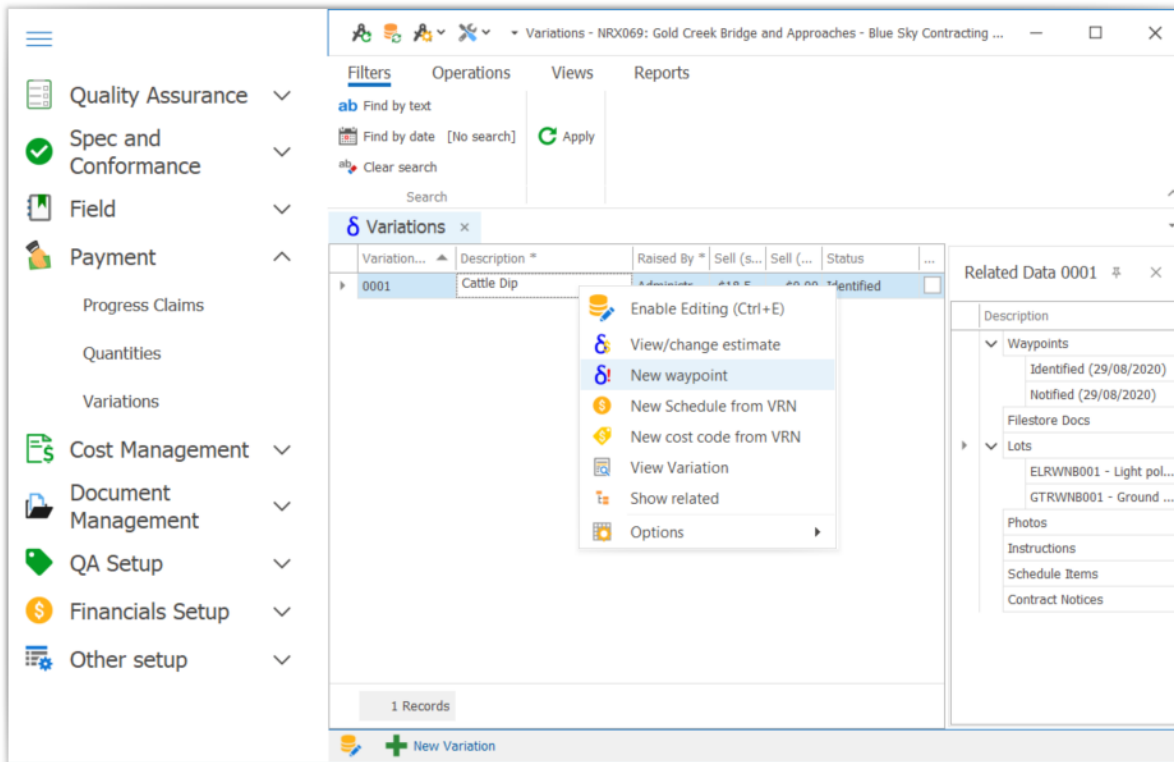 Variations - NRX069: Gold Creek Bridge and Approaches - Blue Sky Contracting ...
Quality Assurance
Spec and
Conformance
Field
Payment
Progress Claims
Quantities
Variations
Cost Management
Document
Management
QA Setup
Financials Setup
Other setup
Filters Operations Views Reports
ab Find by text
Find by date [No search]
Clear search
Apply
Search
δ Variations ×
Variation... Description Raised By Sell (s... Sell (... Status ...
0001 Cattle Dip Identified
Enable Editing (Ctrl+E)
View/change estimate
New waypoint
New Schedule from VRN
New cost code from VRN
View Variation
Show related
Options
Related Data 0001
Description
Waypoints
Identified (29/08/2020)
Notified (29/08/2020)
Filestore Docs
Lots
ELRWNB001 - Light pol...
GTRWNB001 - Ground ...
Photos
Instructions
Schedule Items
Contract Notices
1 Records
New Variation